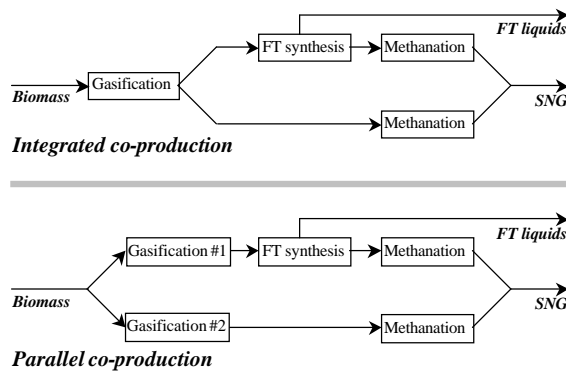 FT liquids
FT synthesis
Methanation
Gasification
Biomass
SNG
Methanation
Integrated co-production
FT liquids
Gasification #1
FT synthesis
Methanation
Biomass
SNG
Gasification #2
Methanation
Parallel co-production